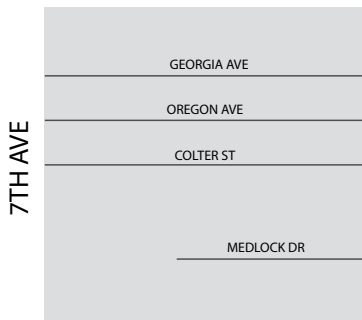 GEORGIA AVE
OREGON AVE
COLTER ST
7TH AVE
MEDLOCK DR